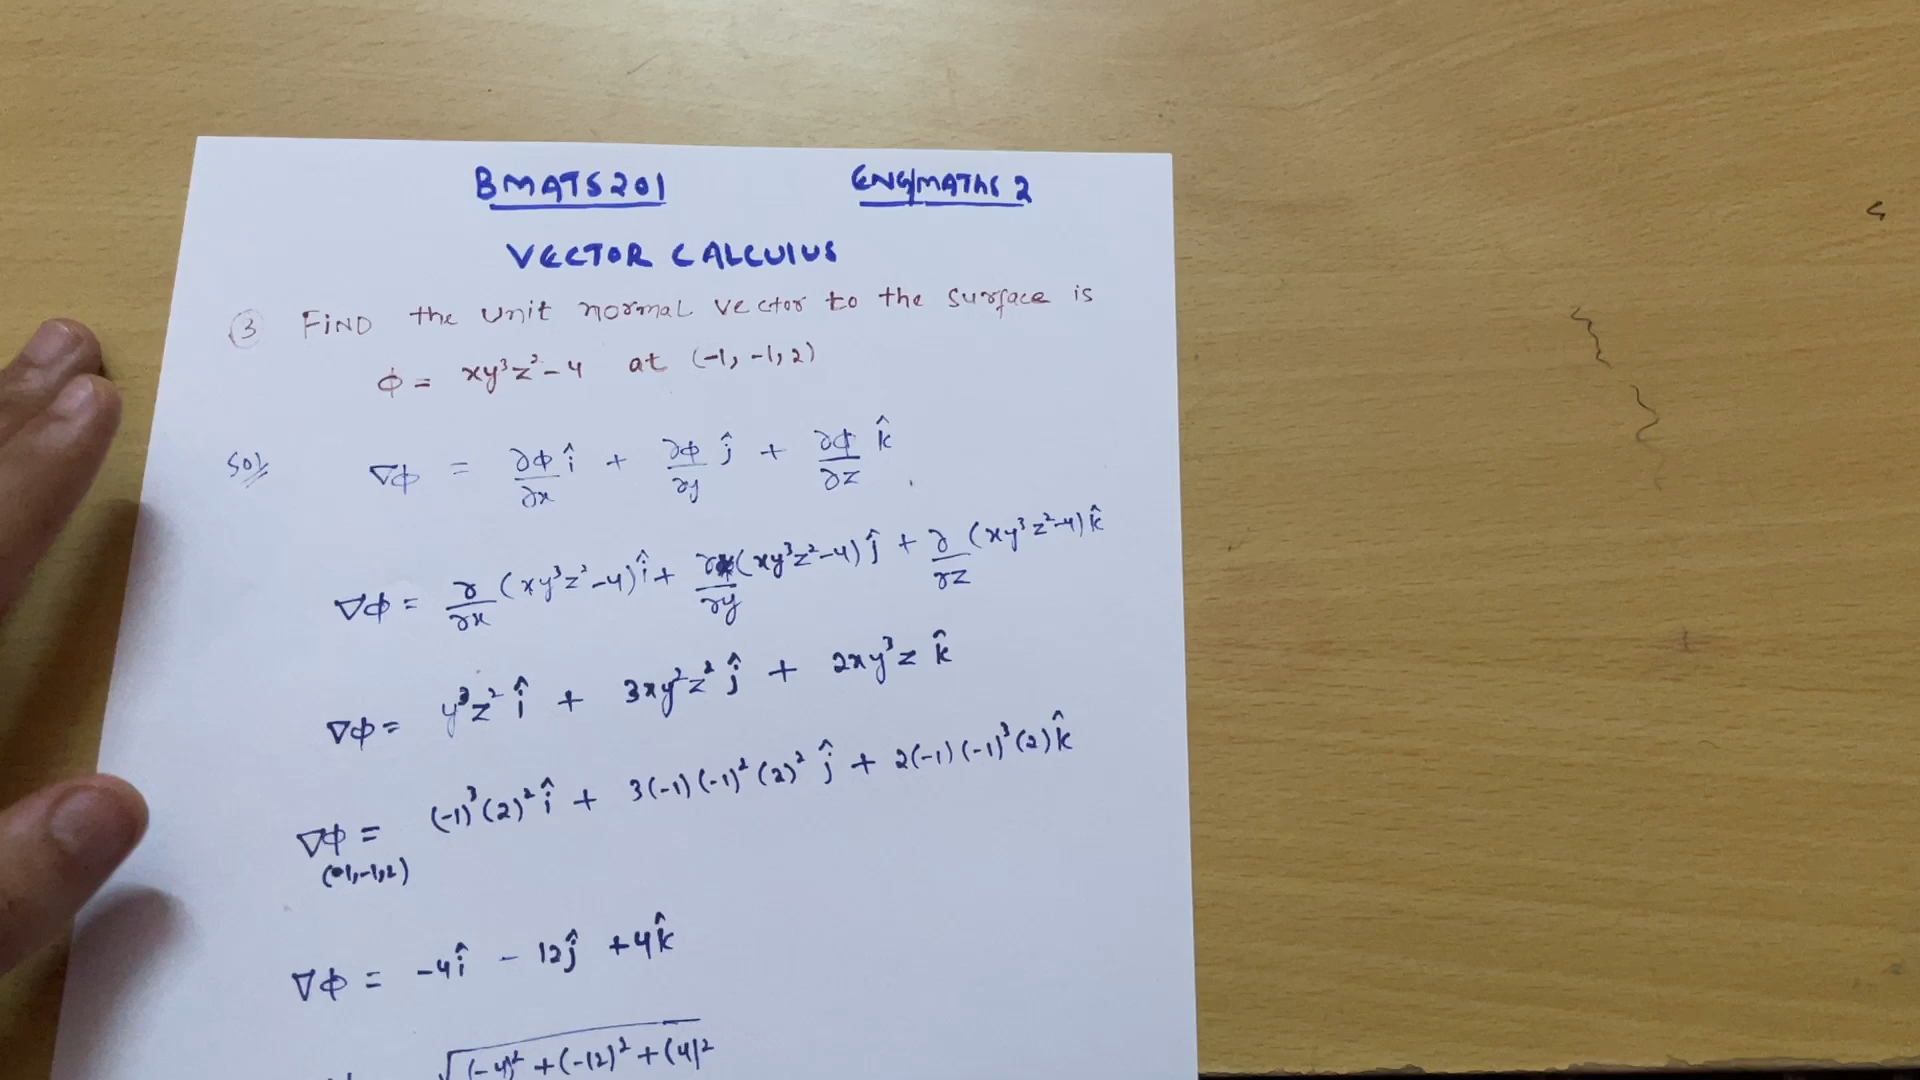 BMATS201 ENG/MATHS 2
VECTOR CALCULUS
③ FIND the unit normal vector to the surface is
ϕ = xy³z² - 4 at (-1, -1, 2)
Sol ∇ϕ = ∂ϕ/∂x î + ∂ϕ/∂y ĵ + ∂ϕ/∂z k̂
∇ϕ = ∂/∂x (xy³z²-4) î + ∂/∂y (xy³z²-4) ĵ + ∂/∂z (xy³z²-4) k̂
∇ϕ = y³z² î + 3xy²z² ĵ + 2xy³z k̂
∇ϕ = (-1)³(2)² î + 3(-1)(-1)²(2)² ĵ + 2(-1)(-1)³(2) k̂
(-1,-1,2)
∇ϕ = -4î - 12ĵ + 4k̂
√(-4)² + (-12)² + (4)²